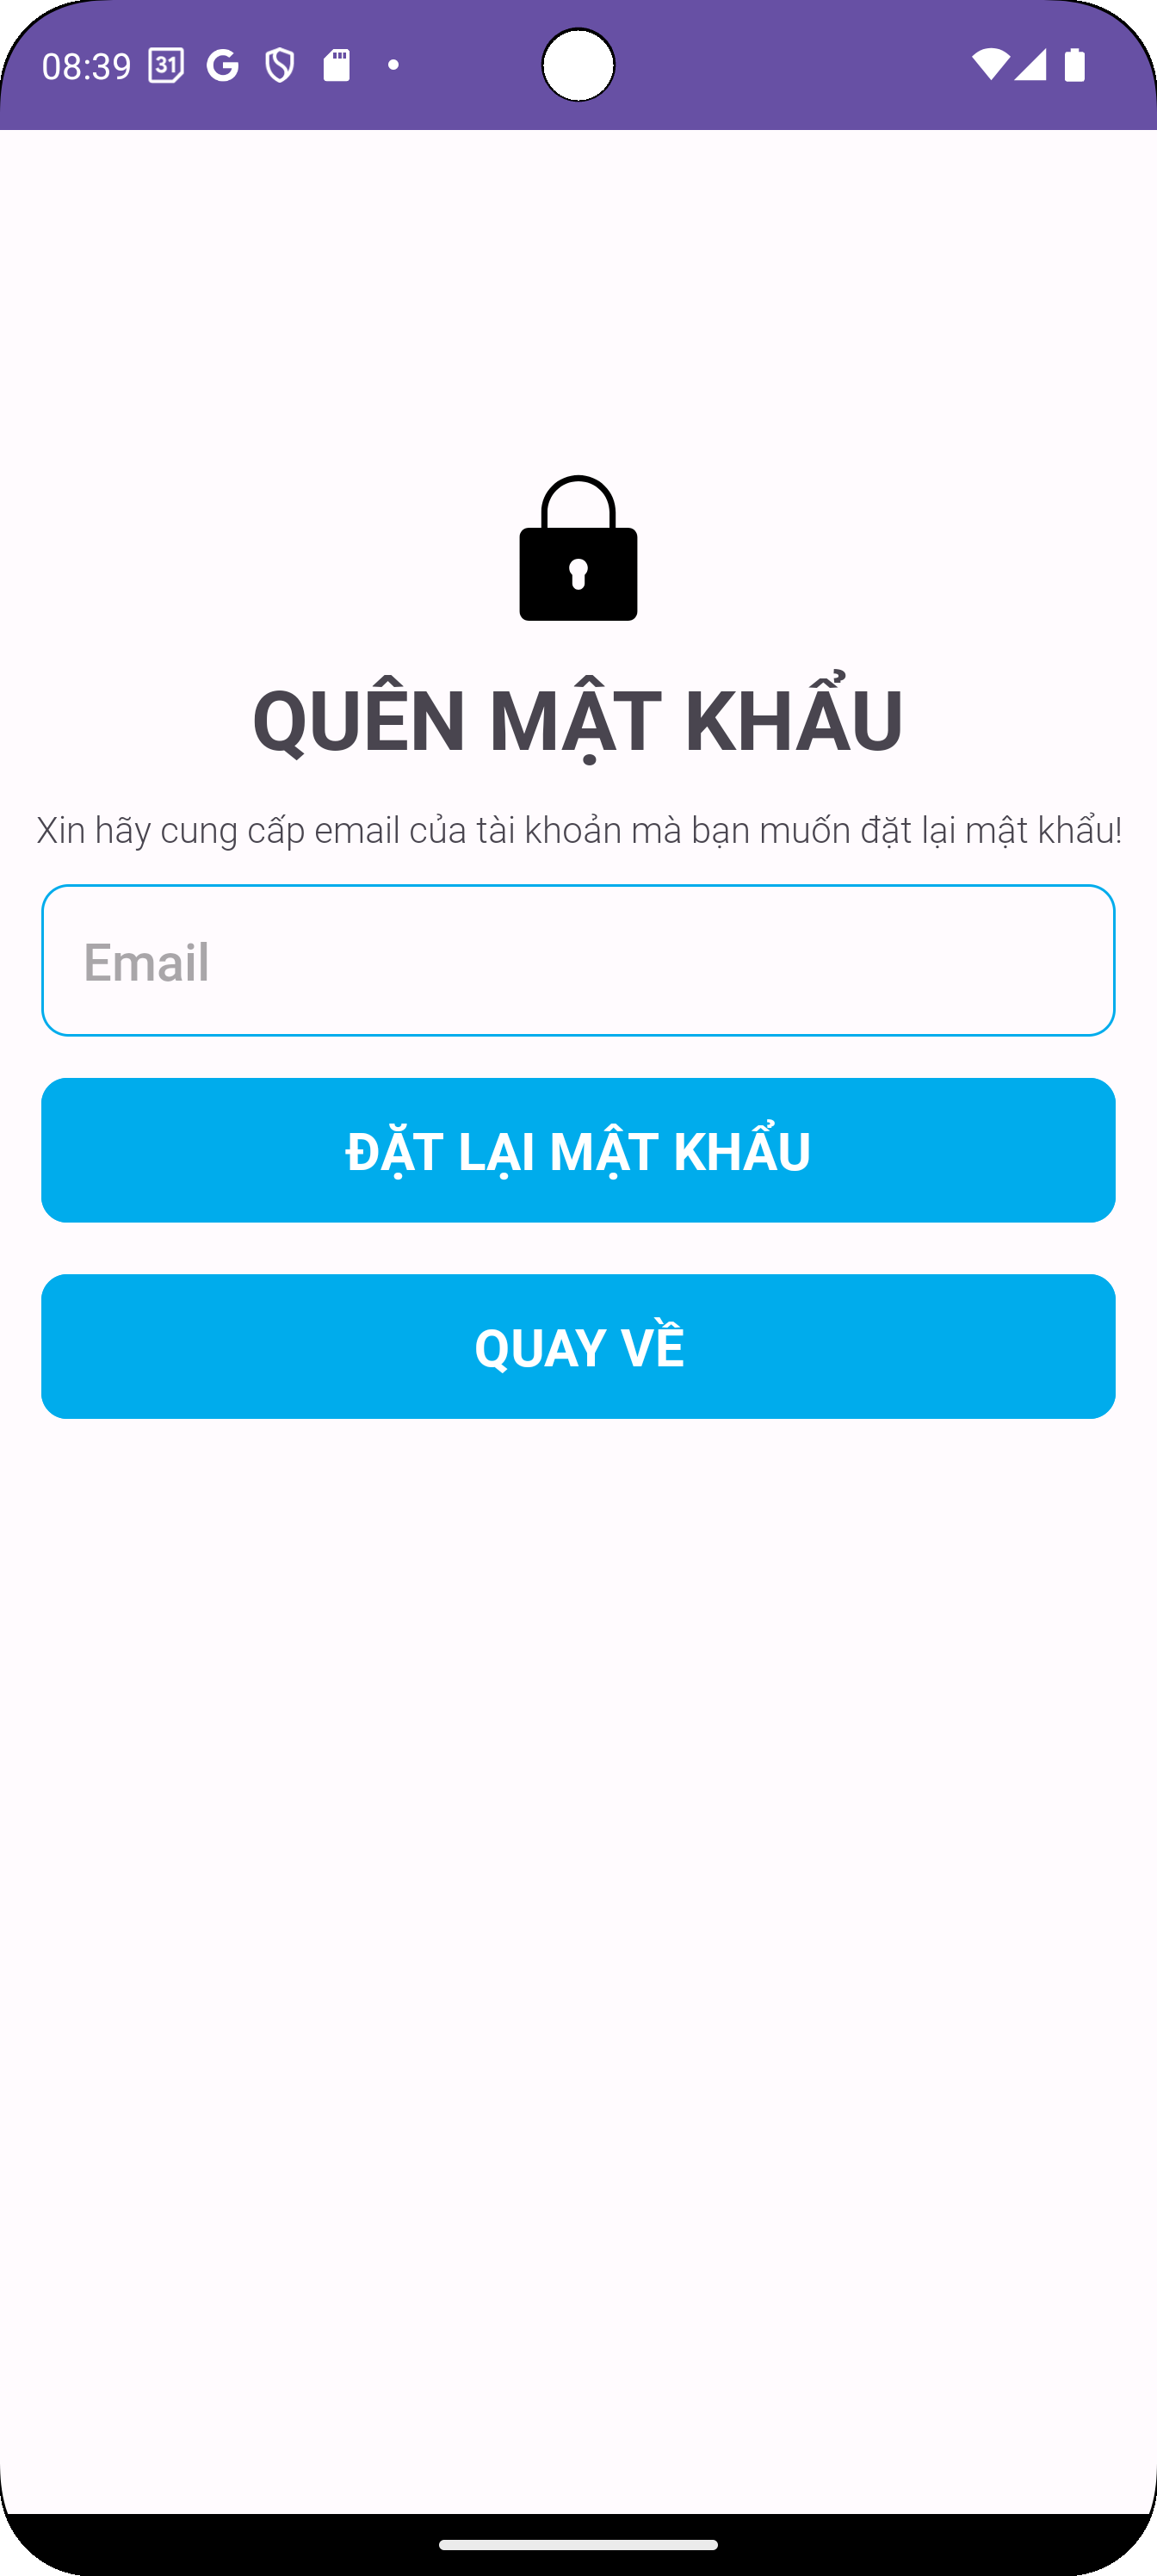 08:39
31
G
QUÊN MẬT KHẨU
Xin hãy cung cấp email của tài khoản mà bạn muốn đặt lại mật khẩu!
Email
ĐẶT LẠI MẬT KHẨU
QUAY VỀ